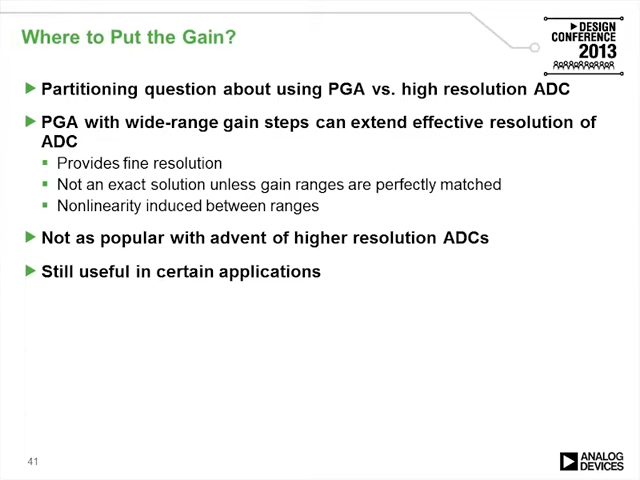 Where to Put the Gain?
DESIGN
CONFERENCE
2013
Partitioning question about using PGA vs. high resolution ADC
PGA with wide-range gain steps can extend effective resolution of
ADC
Provides fine resolution
Not an exact solution unless gain ranges are perfectly matched
Nonlinearity induced between ranges
Not as popular with advent of higher resolution ADCs
Still useful in certain applications
41
ANALOG
DEVICES